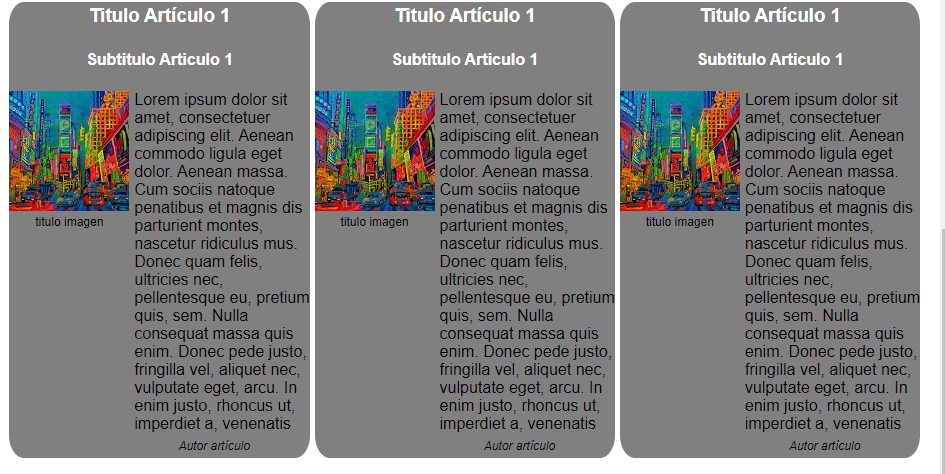 Titulo Artículo 1
Subtitulo Articulo 1
titulo imagen
Lorem ipsum dolor sit
amet, consectetuer
adipiscing elit. Aenean
commodo ligula eget
dolor. Aenean massa.
Cum sociis natoque
penatibus et magnis dis
parturient montes,
nascetur ridiculus mus.
Donec quam felis,
ultricies nec,
pellentesque eu, pretium
quis, sem. Nulla
consequat massa quis
enim. Donec pede justo,
fringilla vel, aliquet nec,
vulputate eget, arcu. In
enim justo, rhoncus ut,
imperdiet a, venenatis
Autor artículo
Titulo Artículo 1
Subtitulo Articulo 1
titulo imagen
Lorem ipsum dolor sit
amet, consectetuer
adipiscing elit. Aenean
commodo ligula eget
dolor. Aenean massa.
Cum sociis natoque
penatibus et magnis dis
parturient montes,
nascetur ridiculus mus.
Donec quam felis,
ultricies nec,
pellentesque eu, pretium
quis, sem. Nulla
consequat massa quis
enim. Donec pede justo,
fringilla vel, aliquet nec,
vulputate eget, arcu. In
enim justo, rhoncus ut,
imperdiet a, venenatis
Autor artículo
Titulo Artículo 1
Subtitulo Articulo 1
titulo imagen
Lorem ipsum dolor sit
amet, consectetuer
adipiscing elit. Aenean
commodo ligula eget
dolor. Aenean massa.
Cum sociis natoque
penatibus et magnis dis
parturient montes,
nascetur ridiculus mus.
Donec quam felis,
ultricies nec,
pellentesque eu, pretium
quis, sem. Nulla
consequat massa quis
enim. Donec pede justo,
fringilla vel, aliquet nec,
vulputate eget, arcu. In
enim justo, rhoncus ut,
imperdiet a, venenatis
Autor artículo